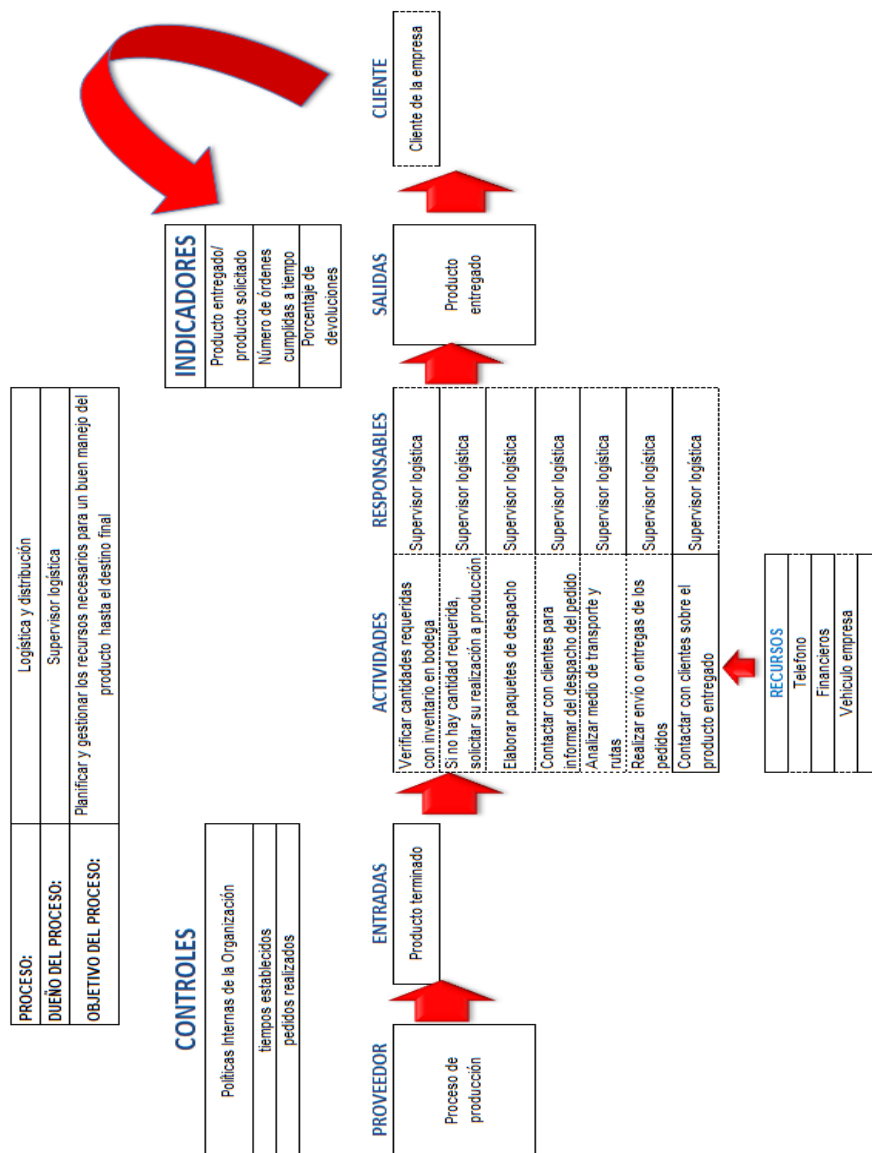 PROCESO:
Logística y distribución
DUEÑO DEL PROCESO:
Supervisor logística
OBJETIVO DEL PROCESO:
Planificar y gestionar los recursos necesarios para un buen manejo del
producto hasta el destino final
CONTROLES
Políticas Internas de la Organización
tiempos establecidos
pedidos realizados
INDICADORES
Producto entregado/
producto solicitado
Número de órdenes
cumplidas a tiempo
Porcentaje de
devoluciones
PROVEEDOR
Proceso de
producción
ENTRADAS
Producto terminado
ACTIVIDADES
RESPONSABLES
Verificar cantidades requeridas
con inventario en bodega
Supervisor logística
Si no hay cantidad requerida,
solicitar su realización a producción
Supervisor logística
Elaborar paquetes de despacho
Supervisor logística
Contactar con clientes para
informar del despacho del pedido
Supervisor logística
Analizar medio de transporte y
rutas
Supervisor logística
Realizar envío o entregas de los
pedidos
Supervisor logística
Contactar con clientes sobre el
producto entregado
Supervisor logística
SALIDAS
Producto
entregado
CLIENTE
Cliente de la empresa
RECURSOS
Telefono
Financieros
Vehiculo empresa